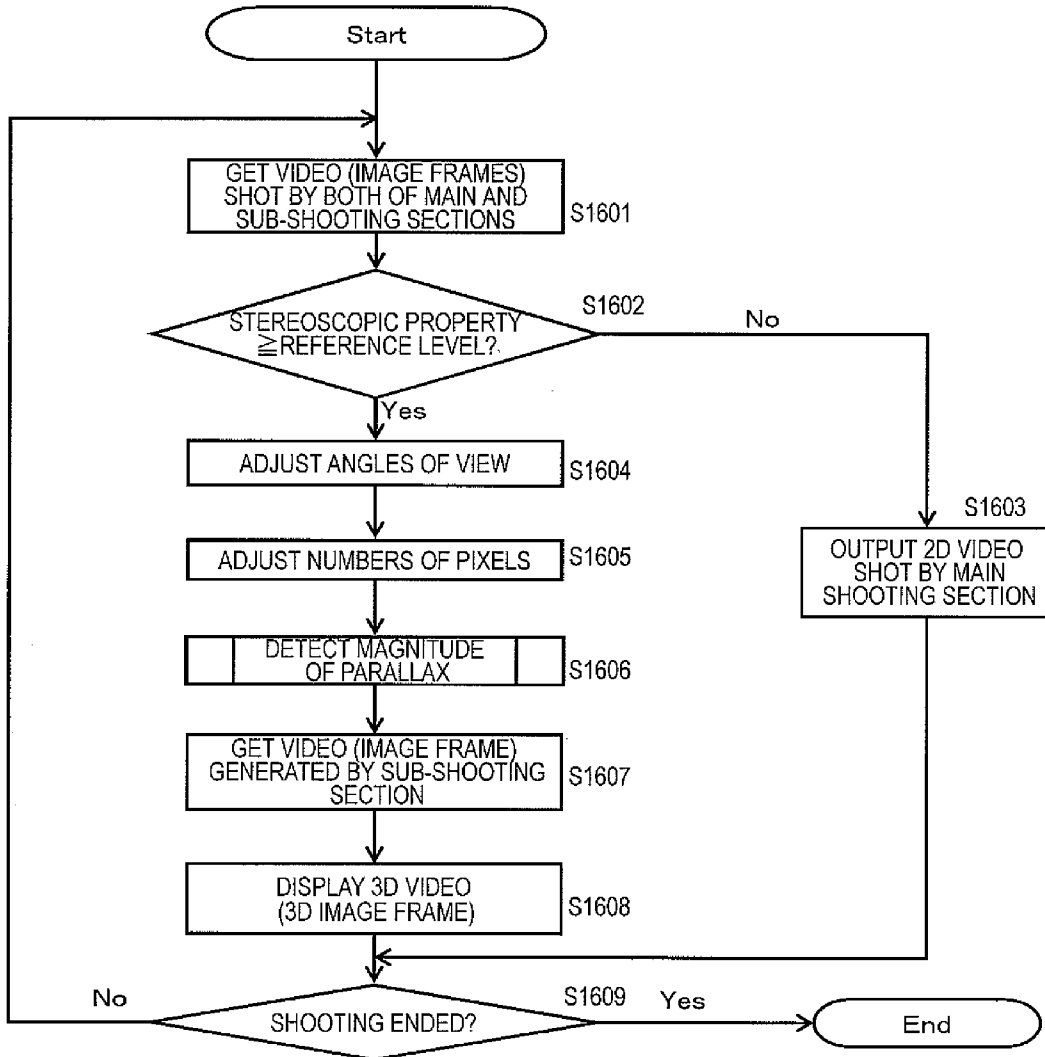 Start
GET VIDEO (IMAGE FRAMES)
SHOT BY BOTH OF MAIN AND
SUB-SHOOTING SECTIONS
S1601
S1602
STEREOSCOPIC PROPERTY
≧REFERENCE LEVEL?
No
Yes
ADJUST ANGLES OF VIEW
S1604
S1603
OUTPUT 2D VIDEO
SHOT BY MAIN
SHOOTING SECTION
ADJUST NUMBERS OF PIXELS
S1605
DETECT MAGNITUDE
OF PARALLAX
S1606
GET VIDEO (IMAGE FRAME)
GENERATED BY SUB-SHOOTING
SECTION
S1607
DISPLAY 3D VIDEO
(3D IMAGE FRAME)
S1608
No
SHOOTING ENDED?
S1609
Yes
End